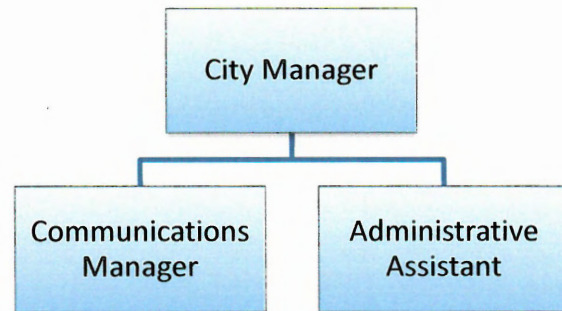 City Manager
Communications
Manager
Administrative
Assistant